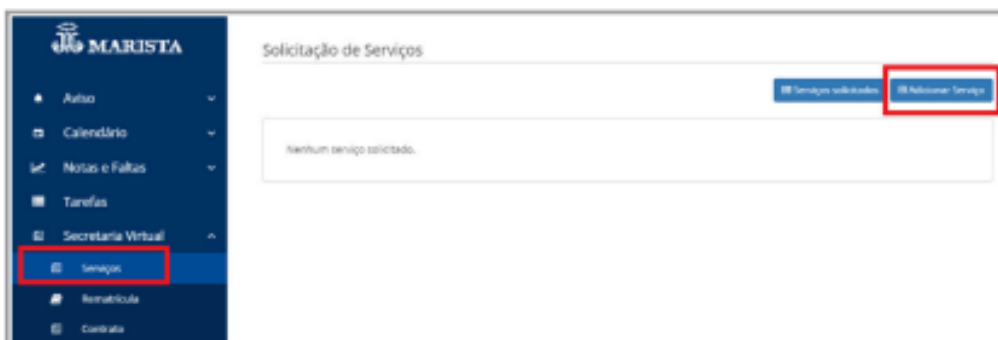 MARISTA
Aviso
Calendário
Notas e Faltas
Tarefas
Secretaria Virtual
Serviços
Rematrícula
Contrato
Solicitação de Serviços
Serviços solicitados
Adicionar Serviço
Nenhum serviço solicitado.